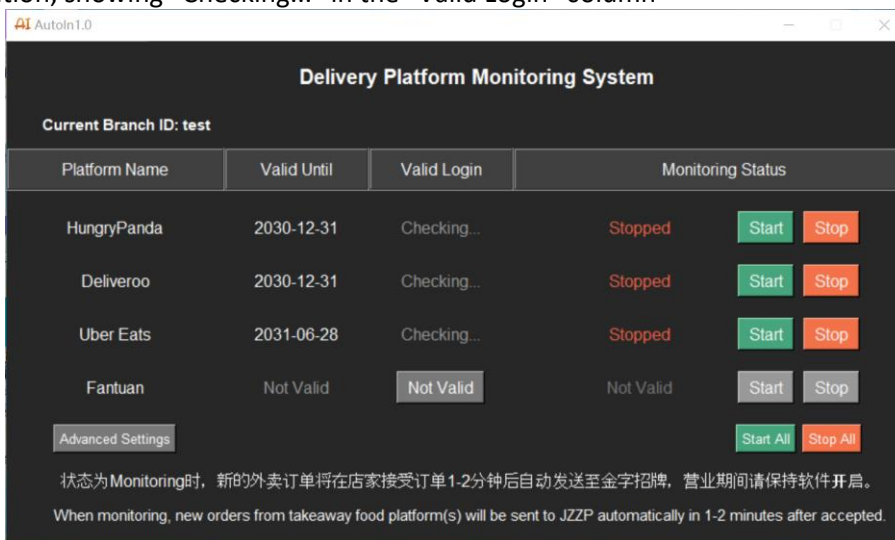 tion, showing "Checking..." in the "Valid Login" column
AutoIn1.0
Delivery Platform Monitoring System
Current Branch ID: test
Platform Name Valid Until Valid Login Monitoring Status
HungryPanda 2030-12-31 Checking... Stopped Start Stop
Deliveroo 2030-12-31 Checking... Stopped Start Stop
Uber Eats 2031-06-28 Checking... Stopped Start Stop
Fantuan Not Valid Not Valid Not Valid Start Stop
Advanced Settings Start All Stop All
状态为Monitoring时，新的外卖订单将在店家接受订单1-2分钟后自动发送至金字招牌，营业期间请保持软件开启。
When monitoring, new orders from takeaway food platform(s) will be sent to JZZP automatically in 1-2 minutes after accepted.